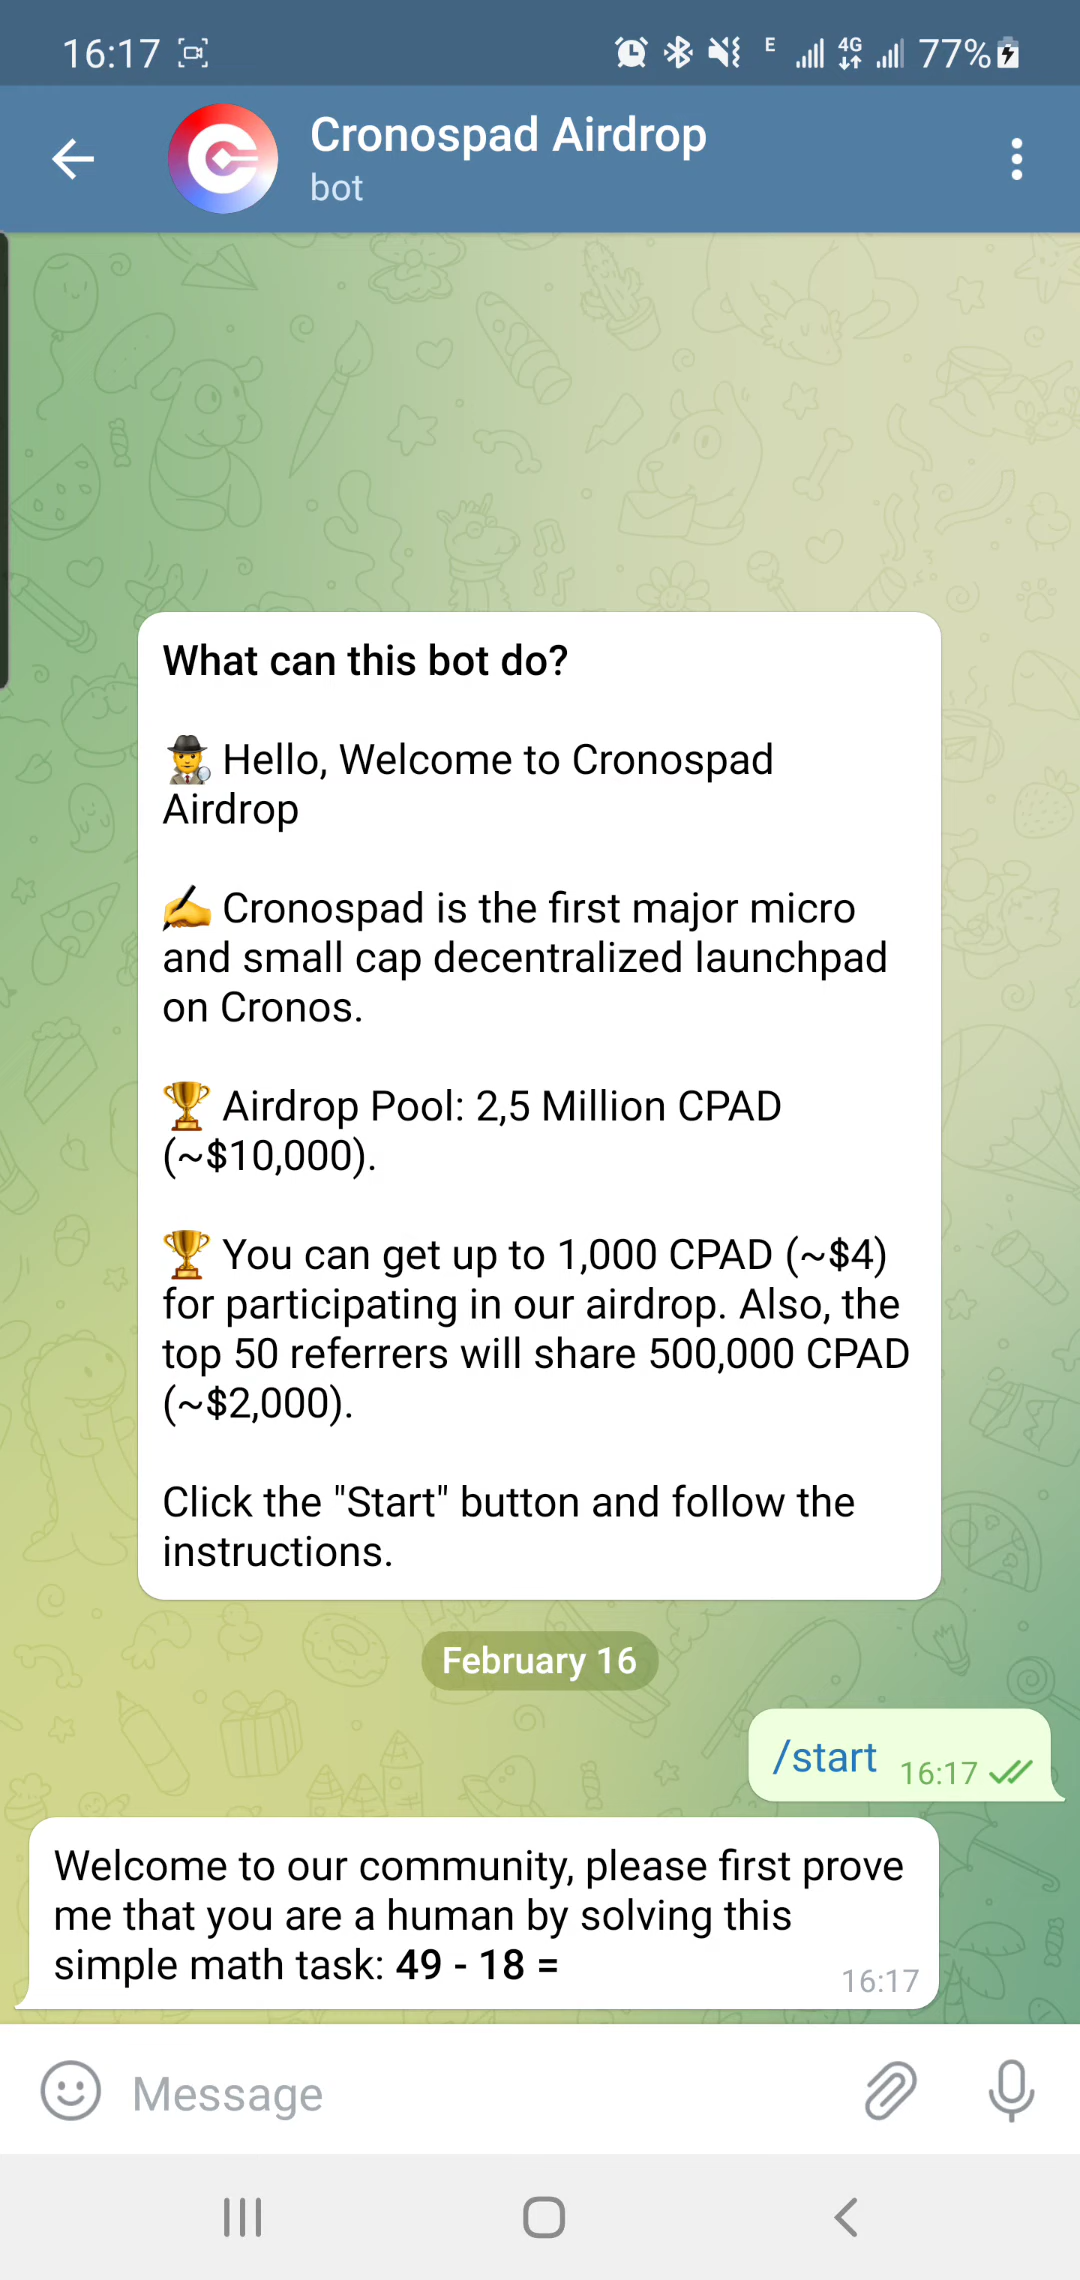 16:17
E 4G 77%
Cronospad Airdrop
bot
What can this bot do?
🕵️ Hello, Welcome to Cronospad
Airdrop
✍️ Cronospad is the first major micro
and small cap decentralized launchpad
on Cronos.
🏆 Airdrop Pool: 2,5 Million CPAD
(~$10,000).
🏆 You can get up to 1,000 CPAD (~$4)
for participating in our airdrop. Also, the
top 50 referrers will share 500,000 CPAD
(~$2,000).
Click the "Start" button and follow the
instructions.
February 16
/start 16:17
Welcome to our community, please first prove
me that you are a human by solving this
simple math task: 49 - 18 =
16:17
Message